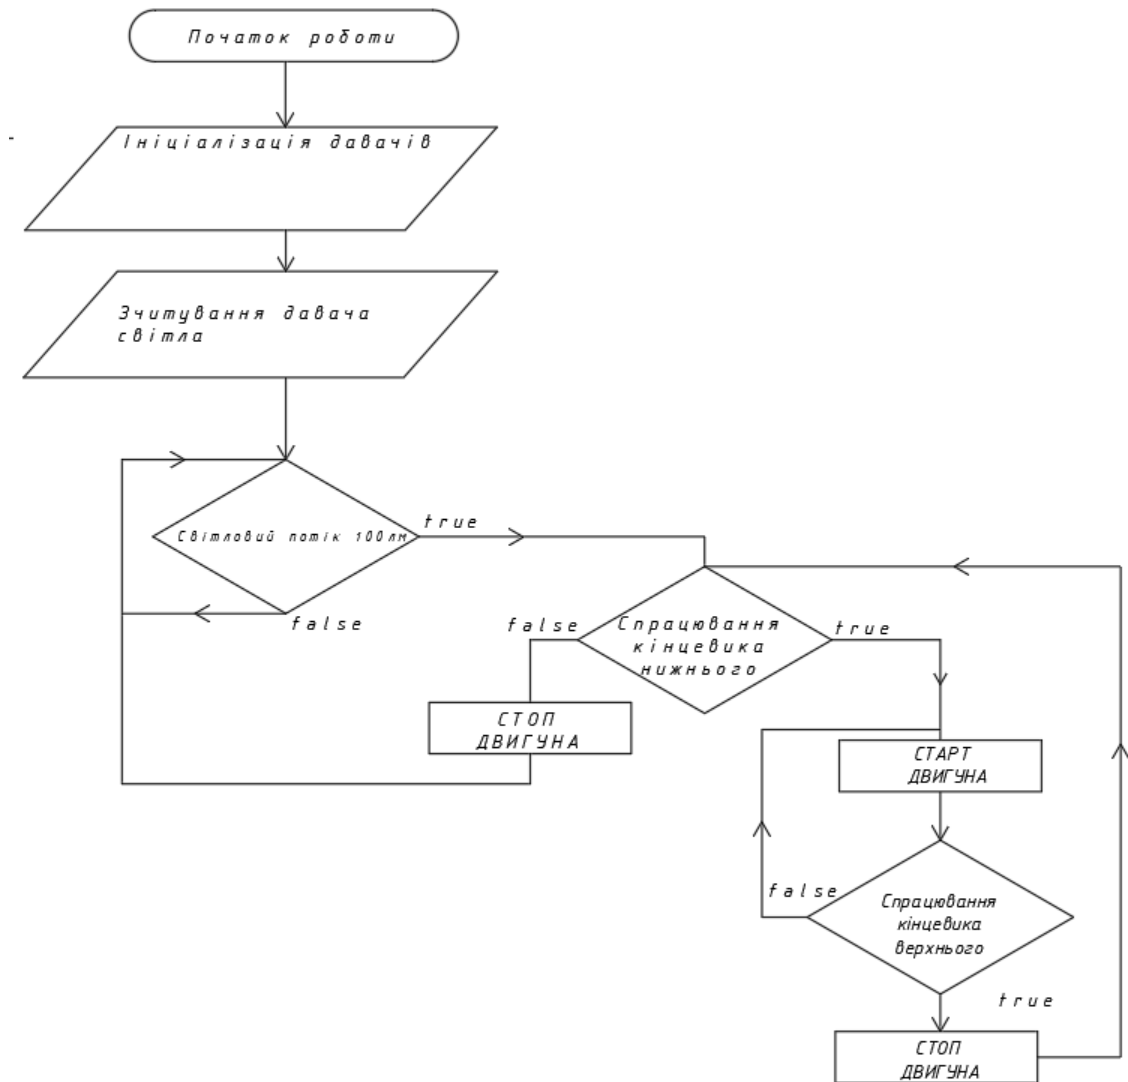 Початок роботи
Ініціалізація давачів
Зчитування давача
світла
Світловий потік 100лм
true
false
false
Спрацювання
кінцевика
нижнього
true
СТОП
ДВИГУНА
СТАРТ
ДВИГУНА
false
Спрацювання
кінцевика
верхнього
true
СТОП
ДВИГУНА